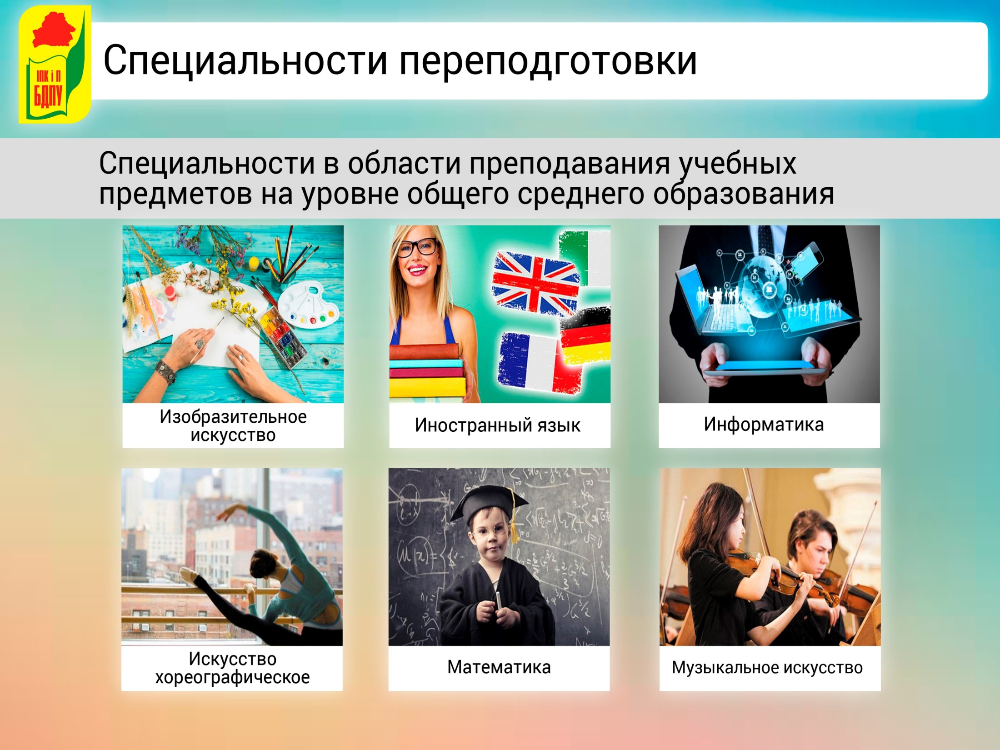 ІПК і П
БДПУ
Специальности переподготовки
Специальности в области преподавания учебных
предметов на уровне общего среднего образования
Изобразительное
искусство
Иностранный язык
Информатика
Искусство
хореографическое
Математика
Музыкальное искусство